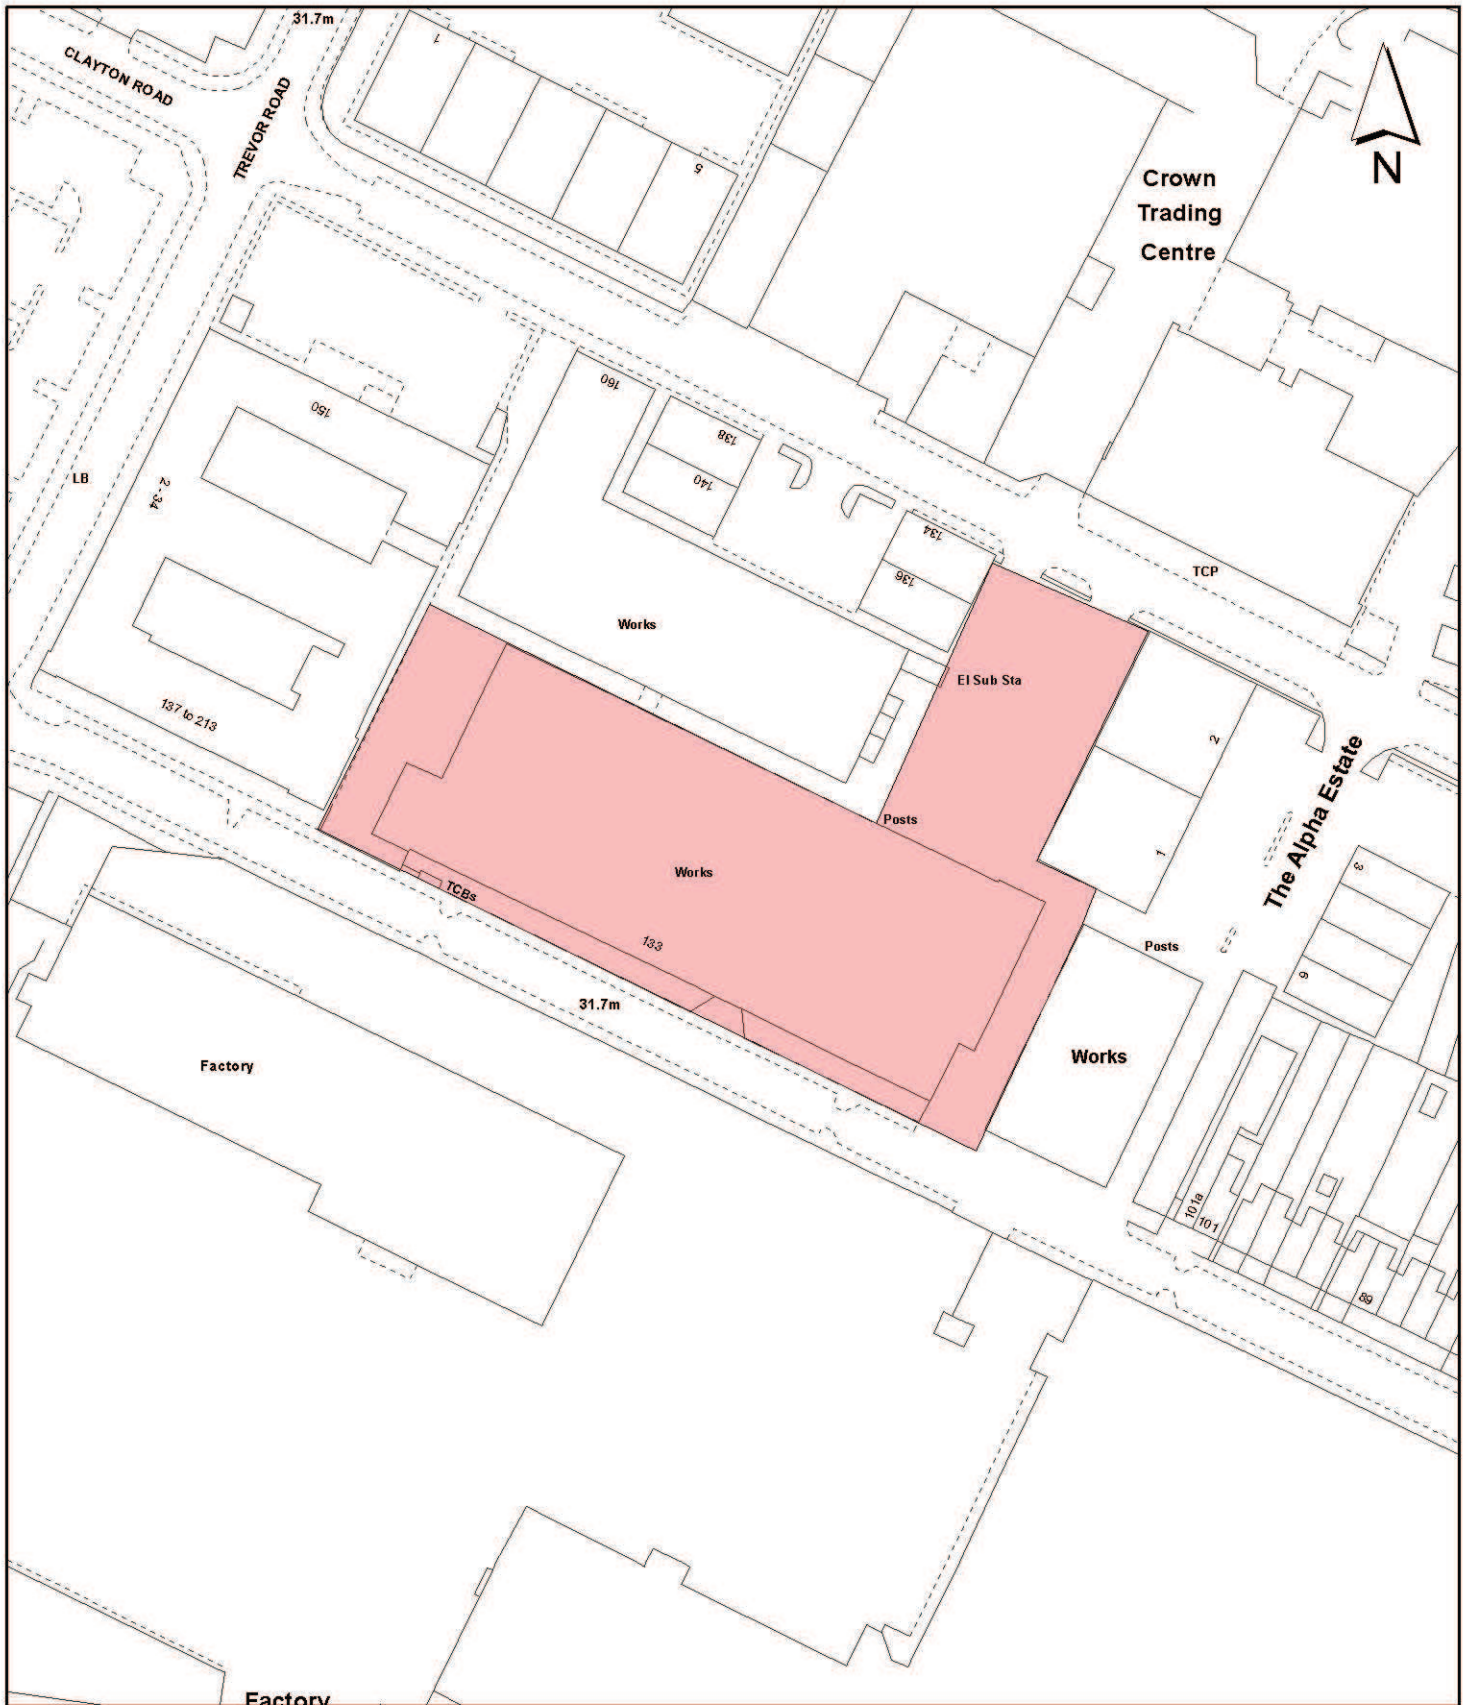 31.7m
CLAYTON ROAD
TREVOR ROAD
1
5
Crown
Trading
Centre
N
160
150
138
140
LB
2 - 34
134
136
TCP
Works
El Sub Sta
137 to 213
2
1
The Alpha Estate
Posts
Works
TCBs
133
3
Posts
9
31.7m
Works
Factory
101a
101
89
Factory